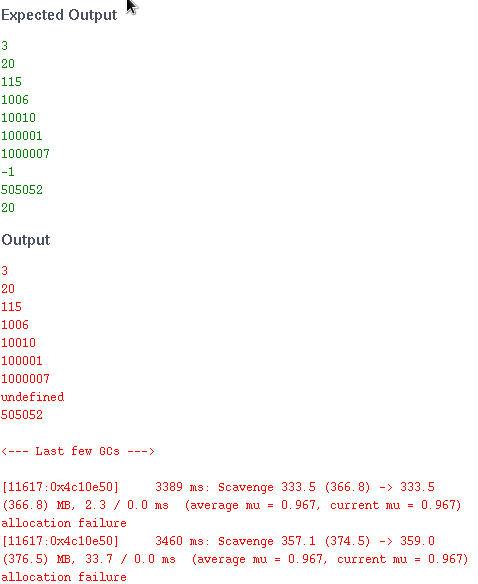 Expected Output
3
20
115
1006
10010
100001
1000007
-1
505052
20
Output
3
20
115
1006
10010
100001
1000007
undefined
505052
<--- Last few GCs --->
[11617:0x4c10e50]     3389 ms: Scavenge 333.5 (366.8) -> 333.5
(366.8) MB, 2.3 / 0.0 ms  (average mu = 0.967, current mu = 0.967)
allocation failure
[11617:0x4c10e50]     3460 ms: Scavenge 357.1 (374.5) -> 359.0
(376.5) MB, 33.7 / 0.0 ms  (average mu = 0.967, current mu = 0.967)
allocation failure